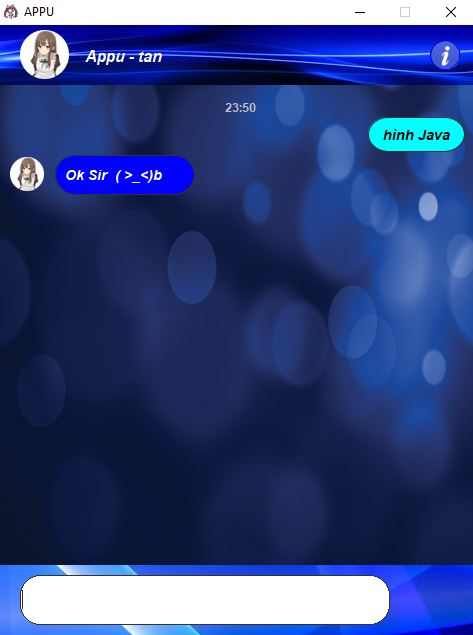 APPU
Appu - tan
i
23:50
hinh Java
Ok Sir  ( >_<)b